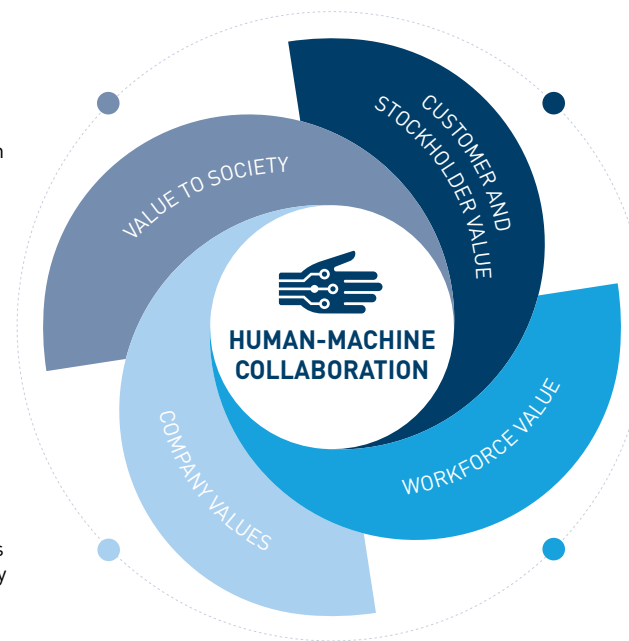 CUSTOMER AND
STOCKHOLDER VALUE
VALUE TO SOCIETY
HUMAN-MACHINE
COLLABORATION
WORKFORCE VALUE
COMPANY VALUES